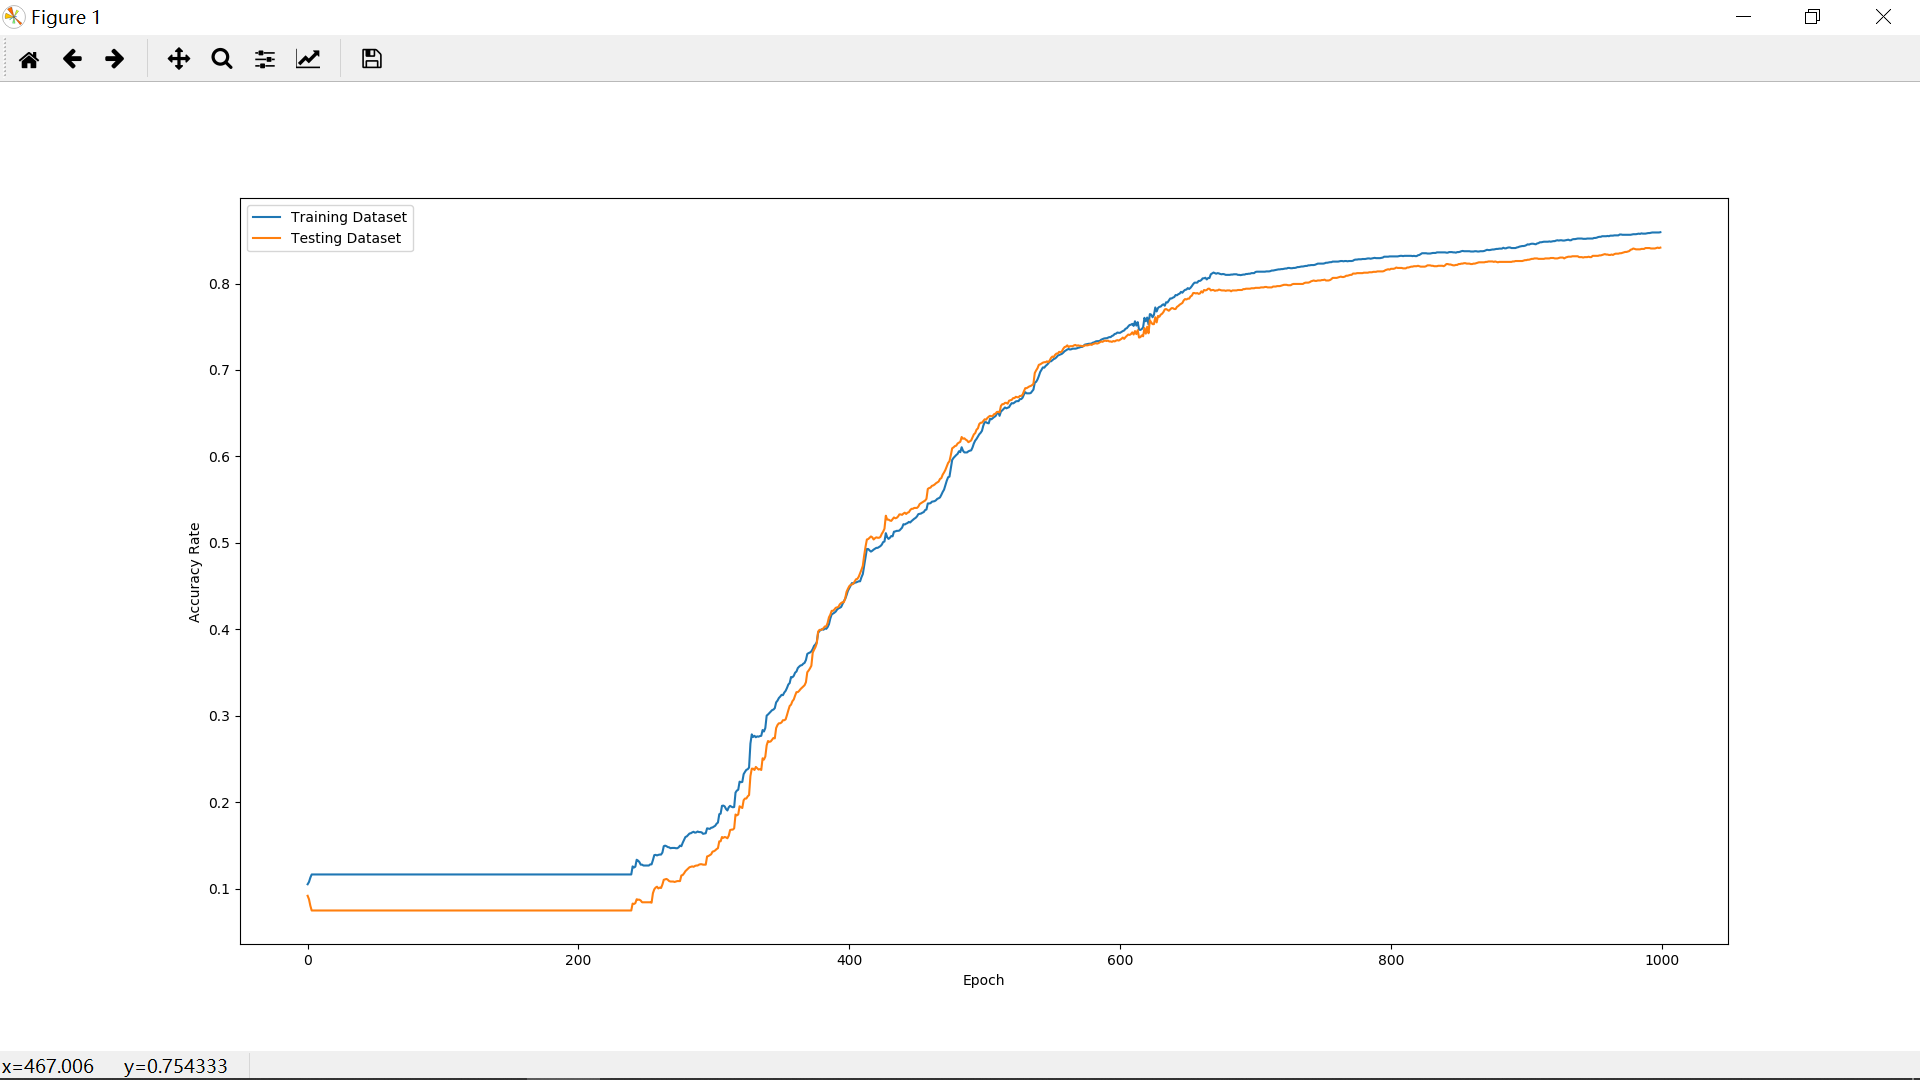 Figure 1
Training Dataset
Testing Dataset
0.8
0.7
0.6
0.5
0.4
0.3
0.2
0.1
Accuracy Rate
0 200 400 600 800 1000
Epoch
x=467.006 y=0.754333